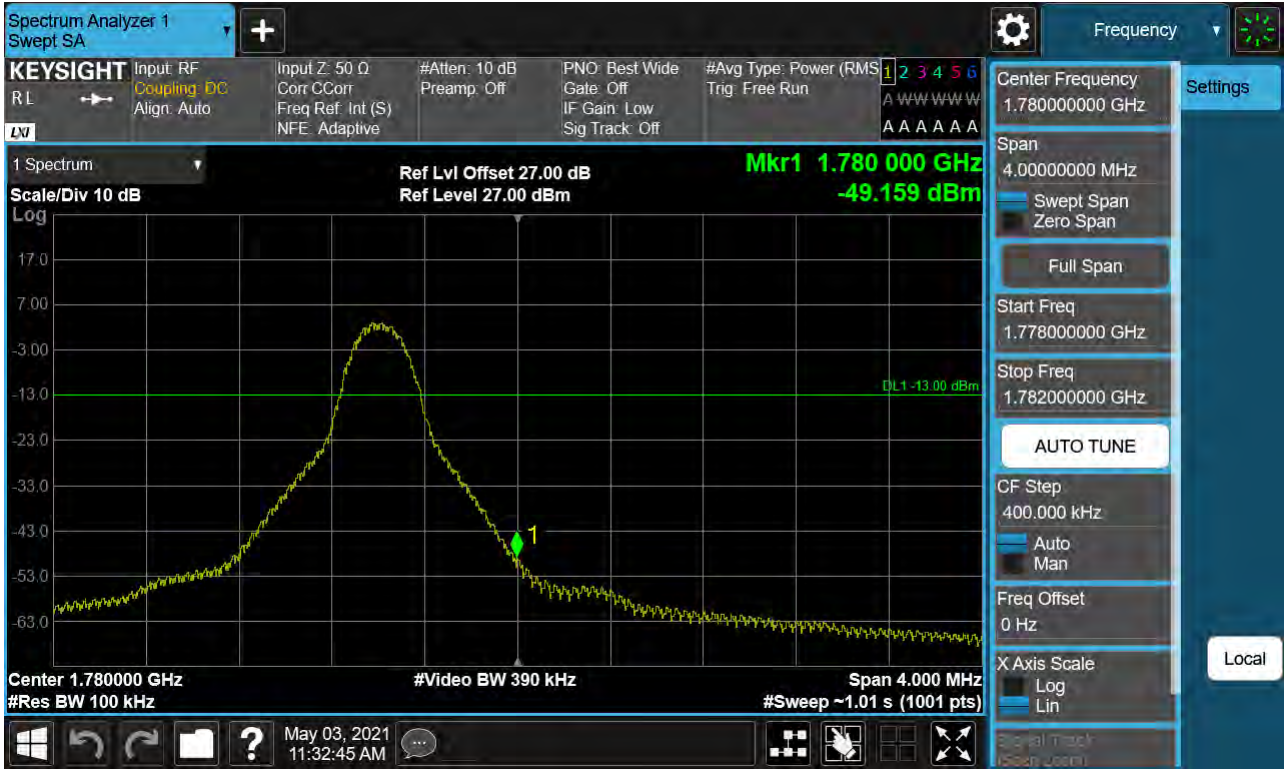 Spectrum Analyzer 1
Swept SA
+
Frequency
KEYSIGHT
RL
LXI
Input: RF
Coupling: DC
Align: Auto
Input Z: 50 Ω
Corr CCorr
Freq Ref: Int (S)
NFE: Adaptive
#Atten: 10 dB
Preamp: Off
PNO: Best Wide
Gate: Off
IF Gain: Low
Sig Track: Off
#Avg Type: Power (RMS
Trig: Free Run
1 2 3 4 5 6
A W W W W W
A A A A A A
1 Spectrum
Scale/Div 10 dB
Ref Lvl Offset 27.00 dB
Ref Level 27.00 dBm
Mkr1 1.780 000 GHz
-49.159 dBm
Log
17.0
7.00
-3.00
-13.0
-23.0
-33.0
-43.0
-53.0
-63.0
DL1 -13.00 dBm
1
Center 1.780000 GHz
#Res BW 100 kHz
#Video BW 390 kHz
Span 4.000 MHz
#Sweep ~1.01 s (1001 pts)
Center Frequency
1.780000000 GHz
Settings
Span
4.00000000 MHz
Swept Span
Zero Span
Full Span
Start Freq
1.778000000 GHz
Stop Freq
1.782000000 GHz
AUTO TUNE
CF Step
400.000 kHz
Auto
Man
Freq Offset
0 Hz
X Axis Scale
Log
Lin
Local
Signal Track
(Span Zoom)
?
May 03, 2021
11:32:45 AM